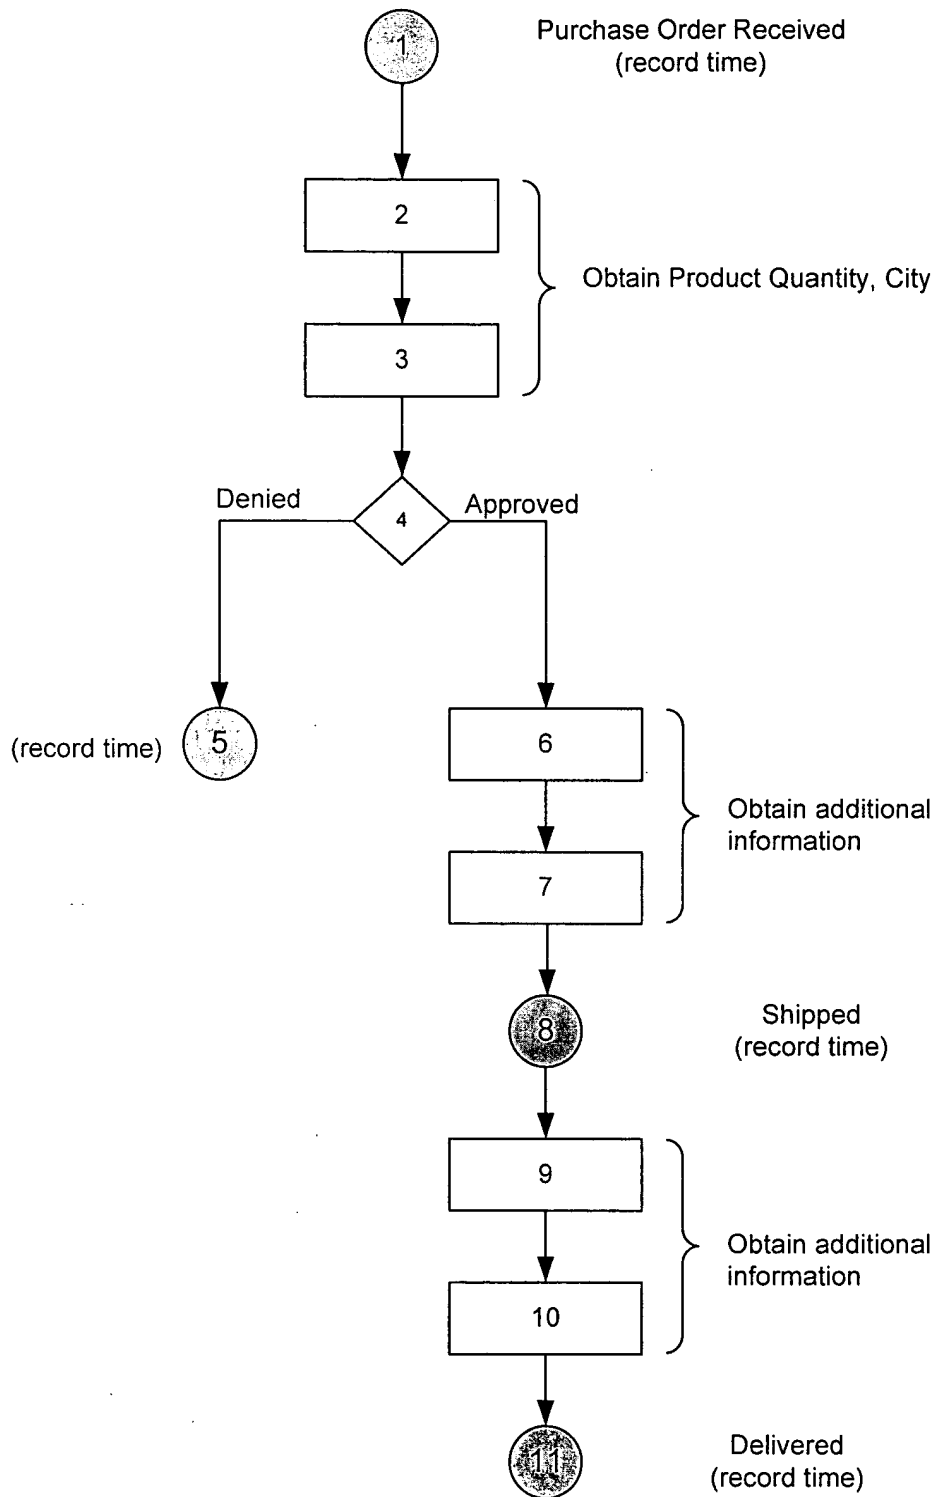 1
Purchase Order Received
(record time)
2
Obtain Product Quantity, City
3
Denied
4
Approved
(record time)
5
6
Obtain additional
information
7
8
Shipped
(record time)
9
Obtain additional
information
10
11
Delivered
(record time)